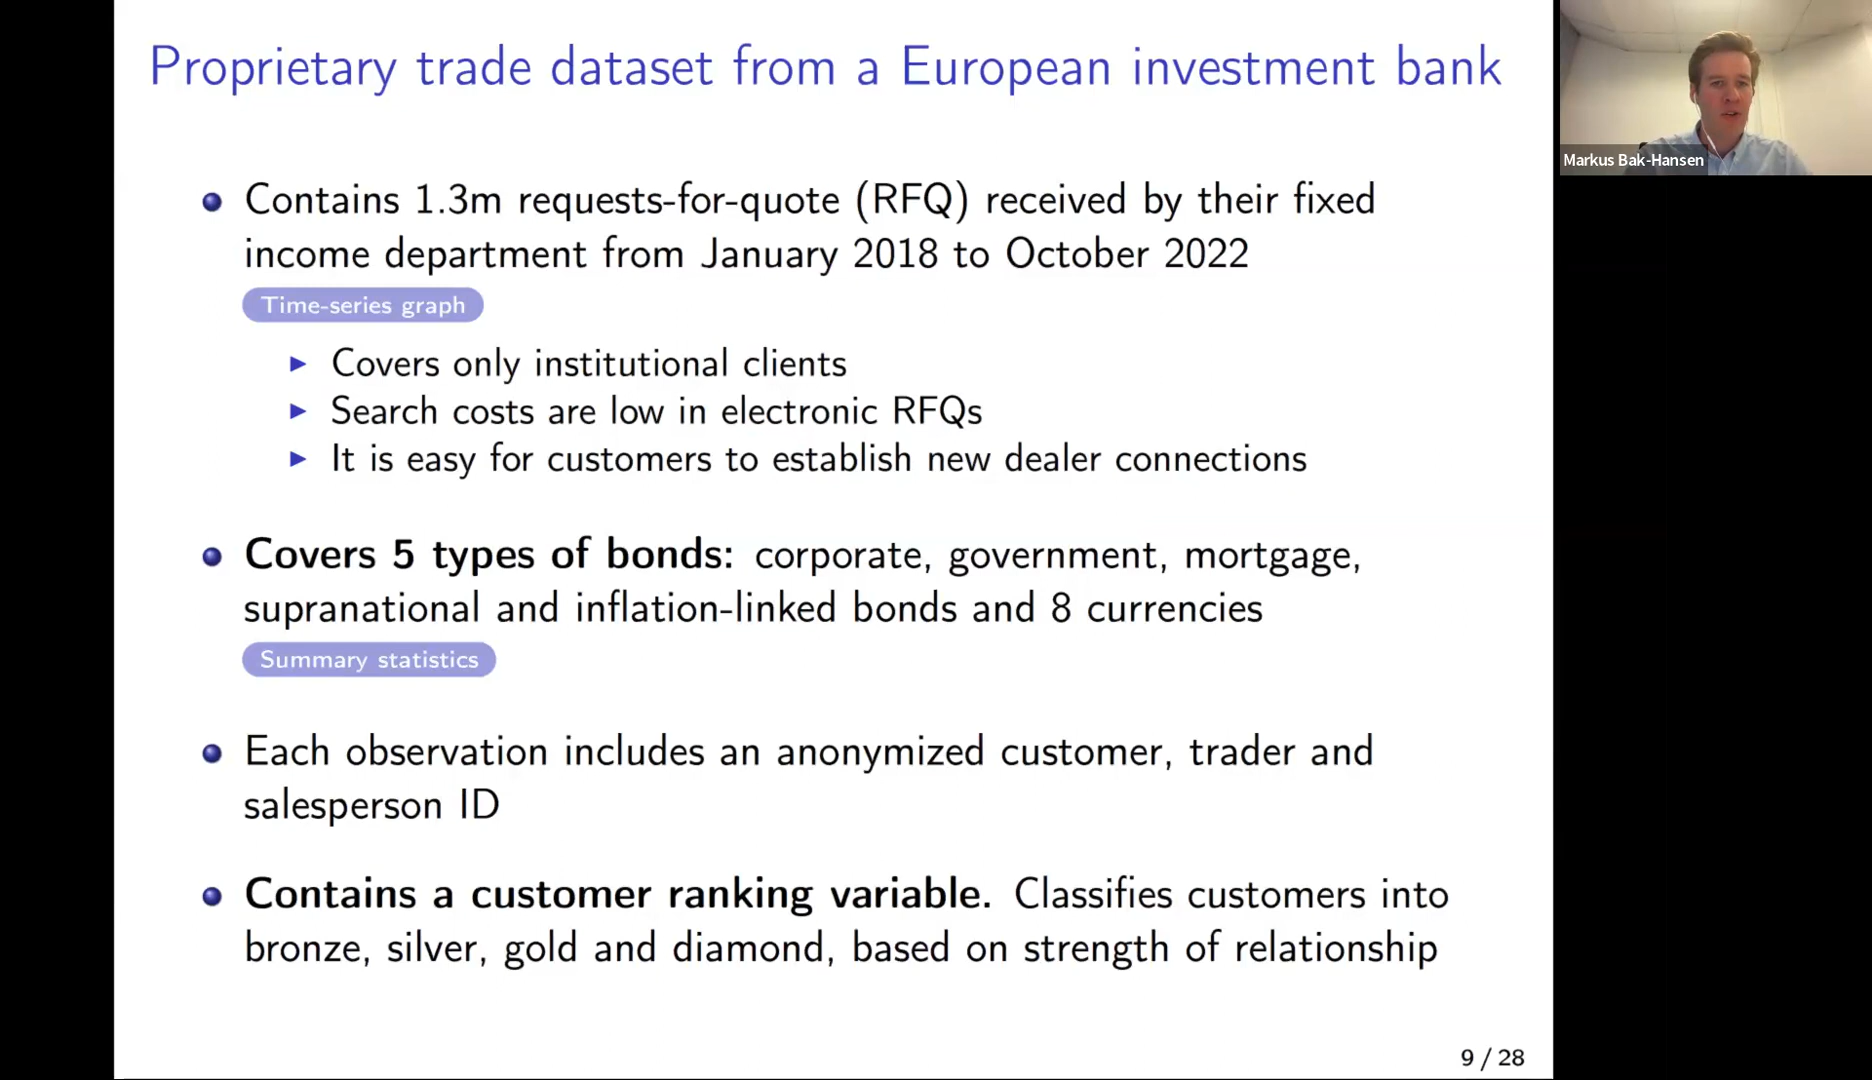 Proprietary trade dataset from a European investment bank
Contains 1.3m requests-for-quote (RFQ) received by their fixed
income department from January 2018 to October 2022
Time-series graph
Covers only institutional clients
Search costs are low in electronic RFQs
It is easy for customers to establish new dealer connections
Covers 5 types of bonds: corporate, government, mortgage,
supranational and inflation-linked bonds and 8 currencies
Summary statistics
Each observation includes an anonymized customer, trader and
salesperson ID
Contains a customer ranking variable. Classifies customers into
bronze, silver, gold and diamond, based on strength of relationship
9 / 28
Markus Bak-Hansen